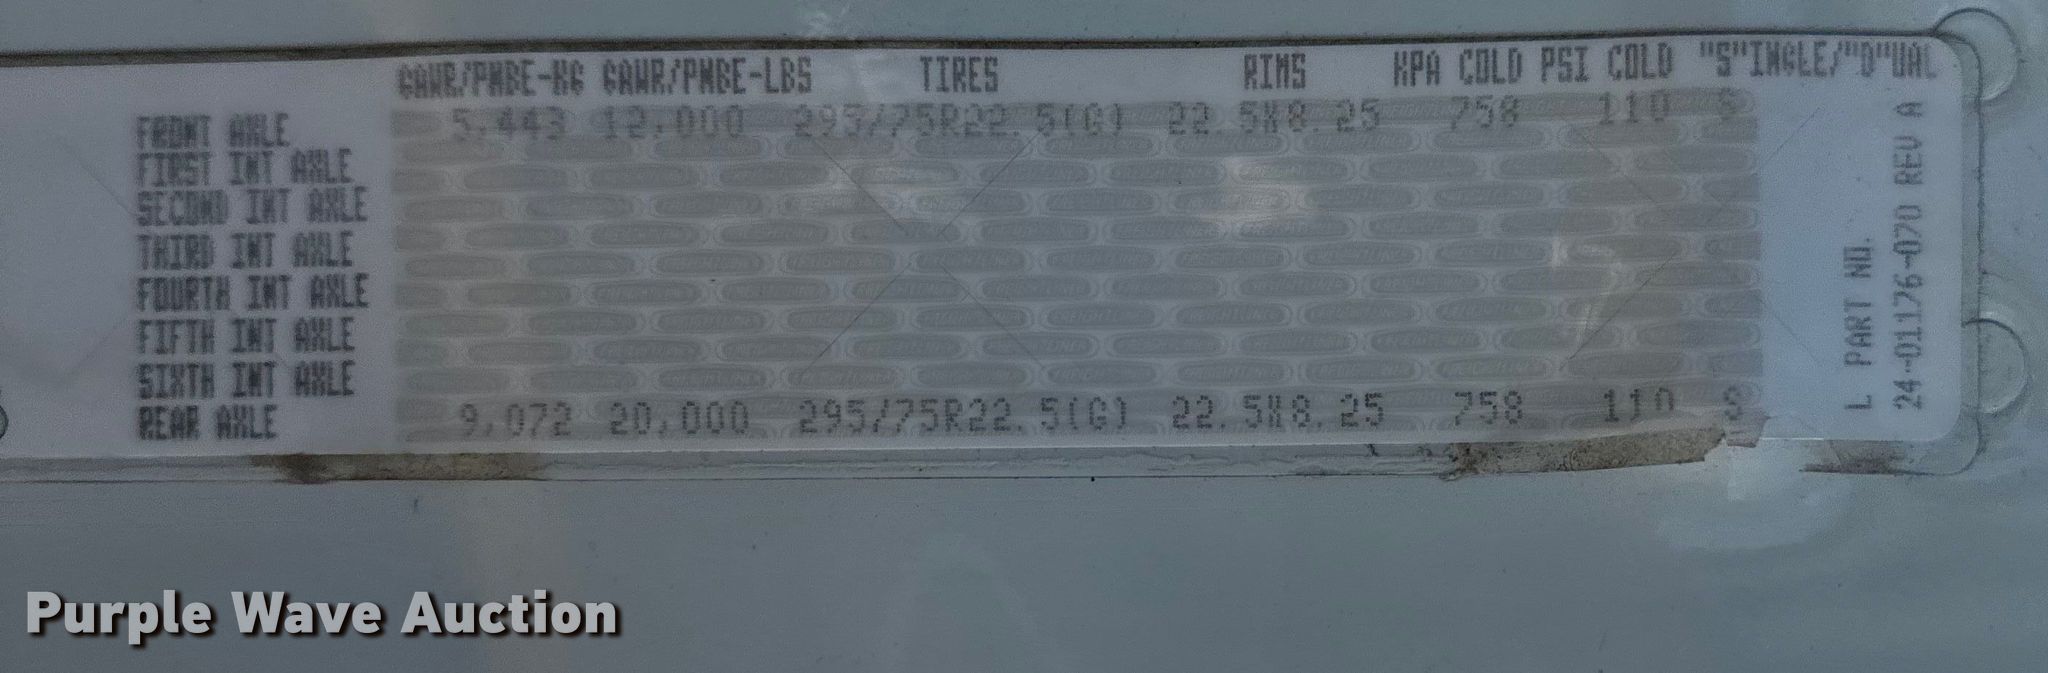 GAWR/PNBE-KG GAWR/PNBE-LBS TIRES RIMS KPA COLD PSI COLD "S"INGLE/"D"UAL
FRONT AXLE 5,443 12,000 295/75R22.5(G) 22.5X8.25 758 110 S
FIRST INT AXLE
SECOND INT AXLE
THIRD INT AXLE
FOURTH INT AXLE
FIFTH INT AXLE
SIXTH INT AXLE
REAR AXLE 9,072 20,000 295/75R22.5(G) 22.5X8.25 758 110 S
L PART NO.
24-01176-070 REV A
Purple Wave Auction